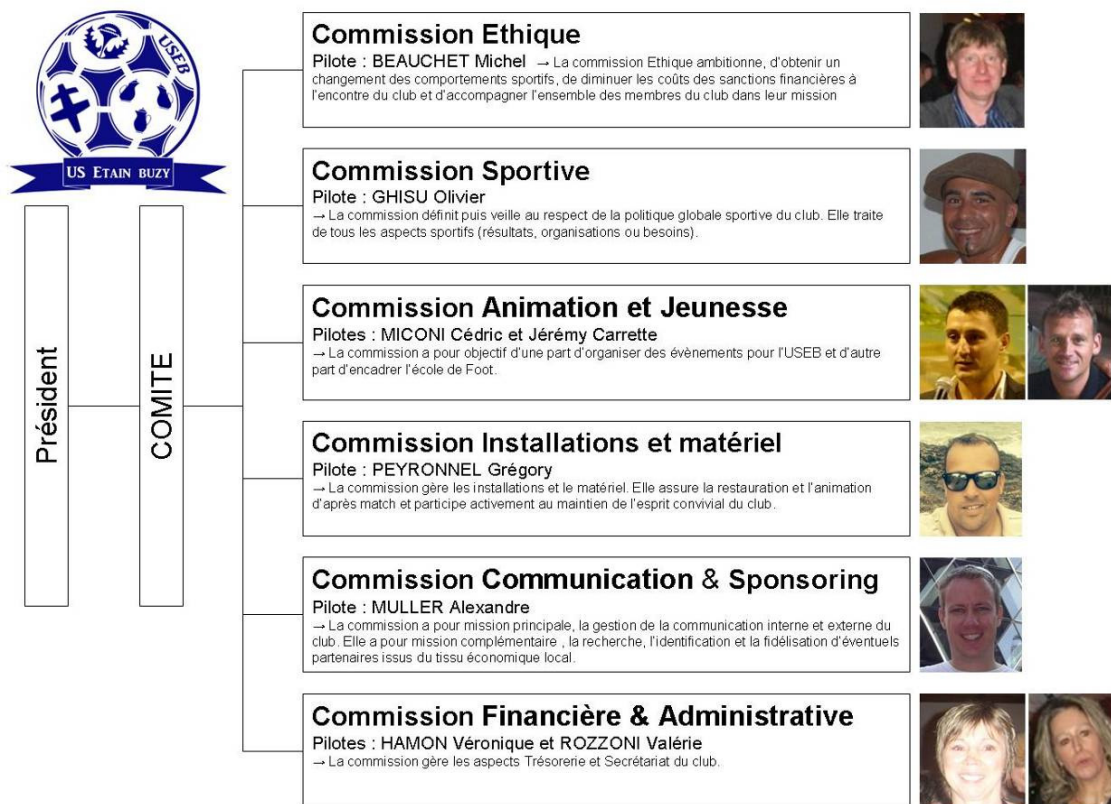 USEB
US ETAIN BUZY
Président
COMITE
Commission Ethique
Pilote : BEAUCHET Michel → La commission Ethique ambitionne, d'obtenir un
changement des comportements sportifs, de diminuer les coûts des sanctions financières à
l'encontre du club et d'accompagner l'ensemble des membres du club dans leur mission
Commission Sportive
Pilote : GHISU Olivier
→ La commission définit puis veille au respect de la politique globale sportive du club. Elle traite
de tous les aspects sportifs (résultats, organisations ou besoins).
Commission Animation et Jeunesse
Pilotes : MICONI Cédric et Jérémy Carrette
→ La commission a pour objectif d'une part d'organiser des évènements pour l'USEB et d'autre
part d'encadrer l'école de Foot.
Commission Installations et matériel
Pilote : PEYRONNEL Grégory
→ La commission gère les installations et le matériel. Elle assure la restauration et l'animation
d'après match et participe activement au maintien de l'esprit convivial du club.
Commission Communication & Sponsoring
Pilote : MULLER Alexandre
→ La commission a pour mission principale, la gestion de la communication interne et externe du
club. Elle a pour mission complémentaire , la recherche, l'identification et la fidélisation d'éventuels
partenaires issus du tissu économique local.
Commission Financière & Administrative
Pilotes : HAMON Véronique et ROZZONI Valérie
→ La commission gère les aspects Trésorerie et Secrétariat du club.